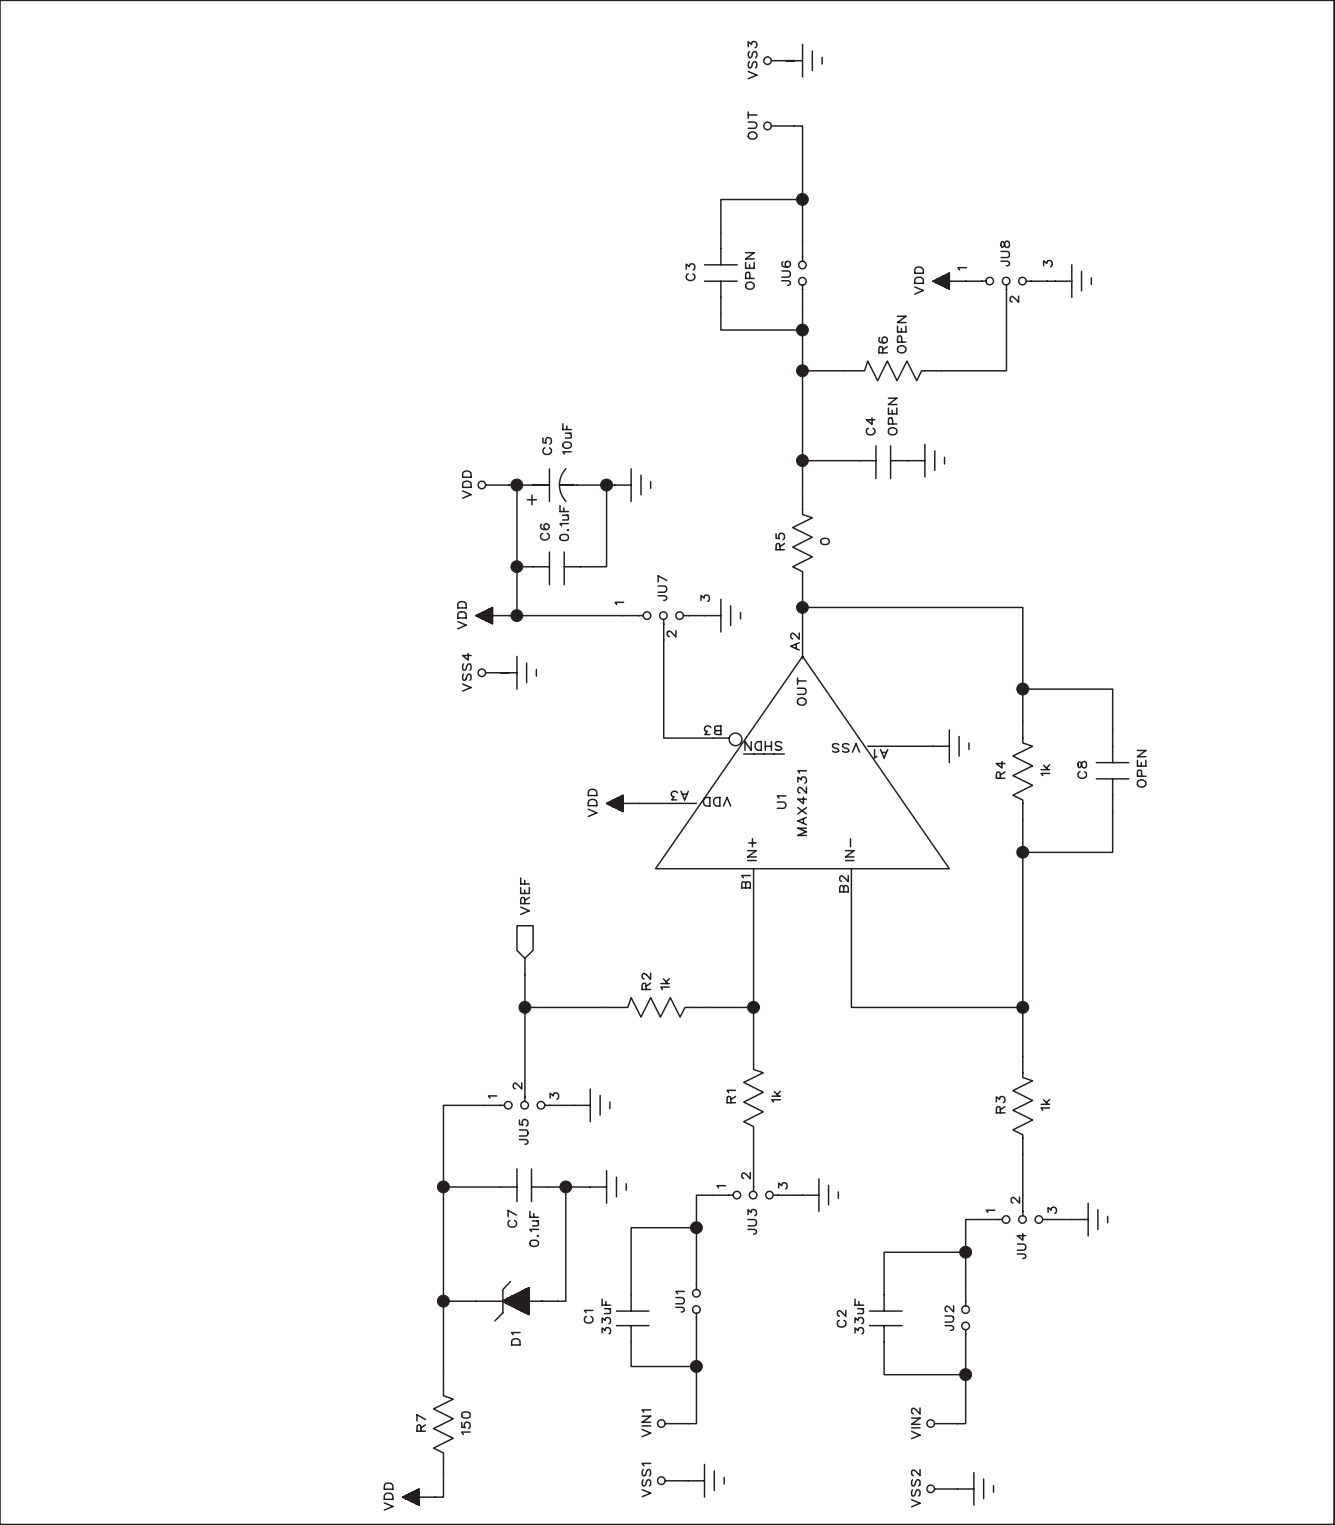 VDD
R7
150
D1
C7
0.1uF
1
2
3
JU5
VREF
R2
1k
VSS1
VIN1
C1
33uF
JU1
1
2
3
JU3
R1
1k
VSS2
VIN2
C2
33uF
JU2
1
2
3
JU4
R3
1k
B1
IN+
B2
IN-
U1
MAX4231
VDD
A3
VDD
B3
SHDN
VSS
A1
OUT
A2
R4
1k
C8
OPEN
VSS4
VDD
VDD
C6
0.1uF
+
C5
10uF
1
JU7
2
3
R5
0
C4
OPEN
R6
OPEN
C3
OPEN
JU6
VDD
1
JU8
2
3
OUT
VSS3